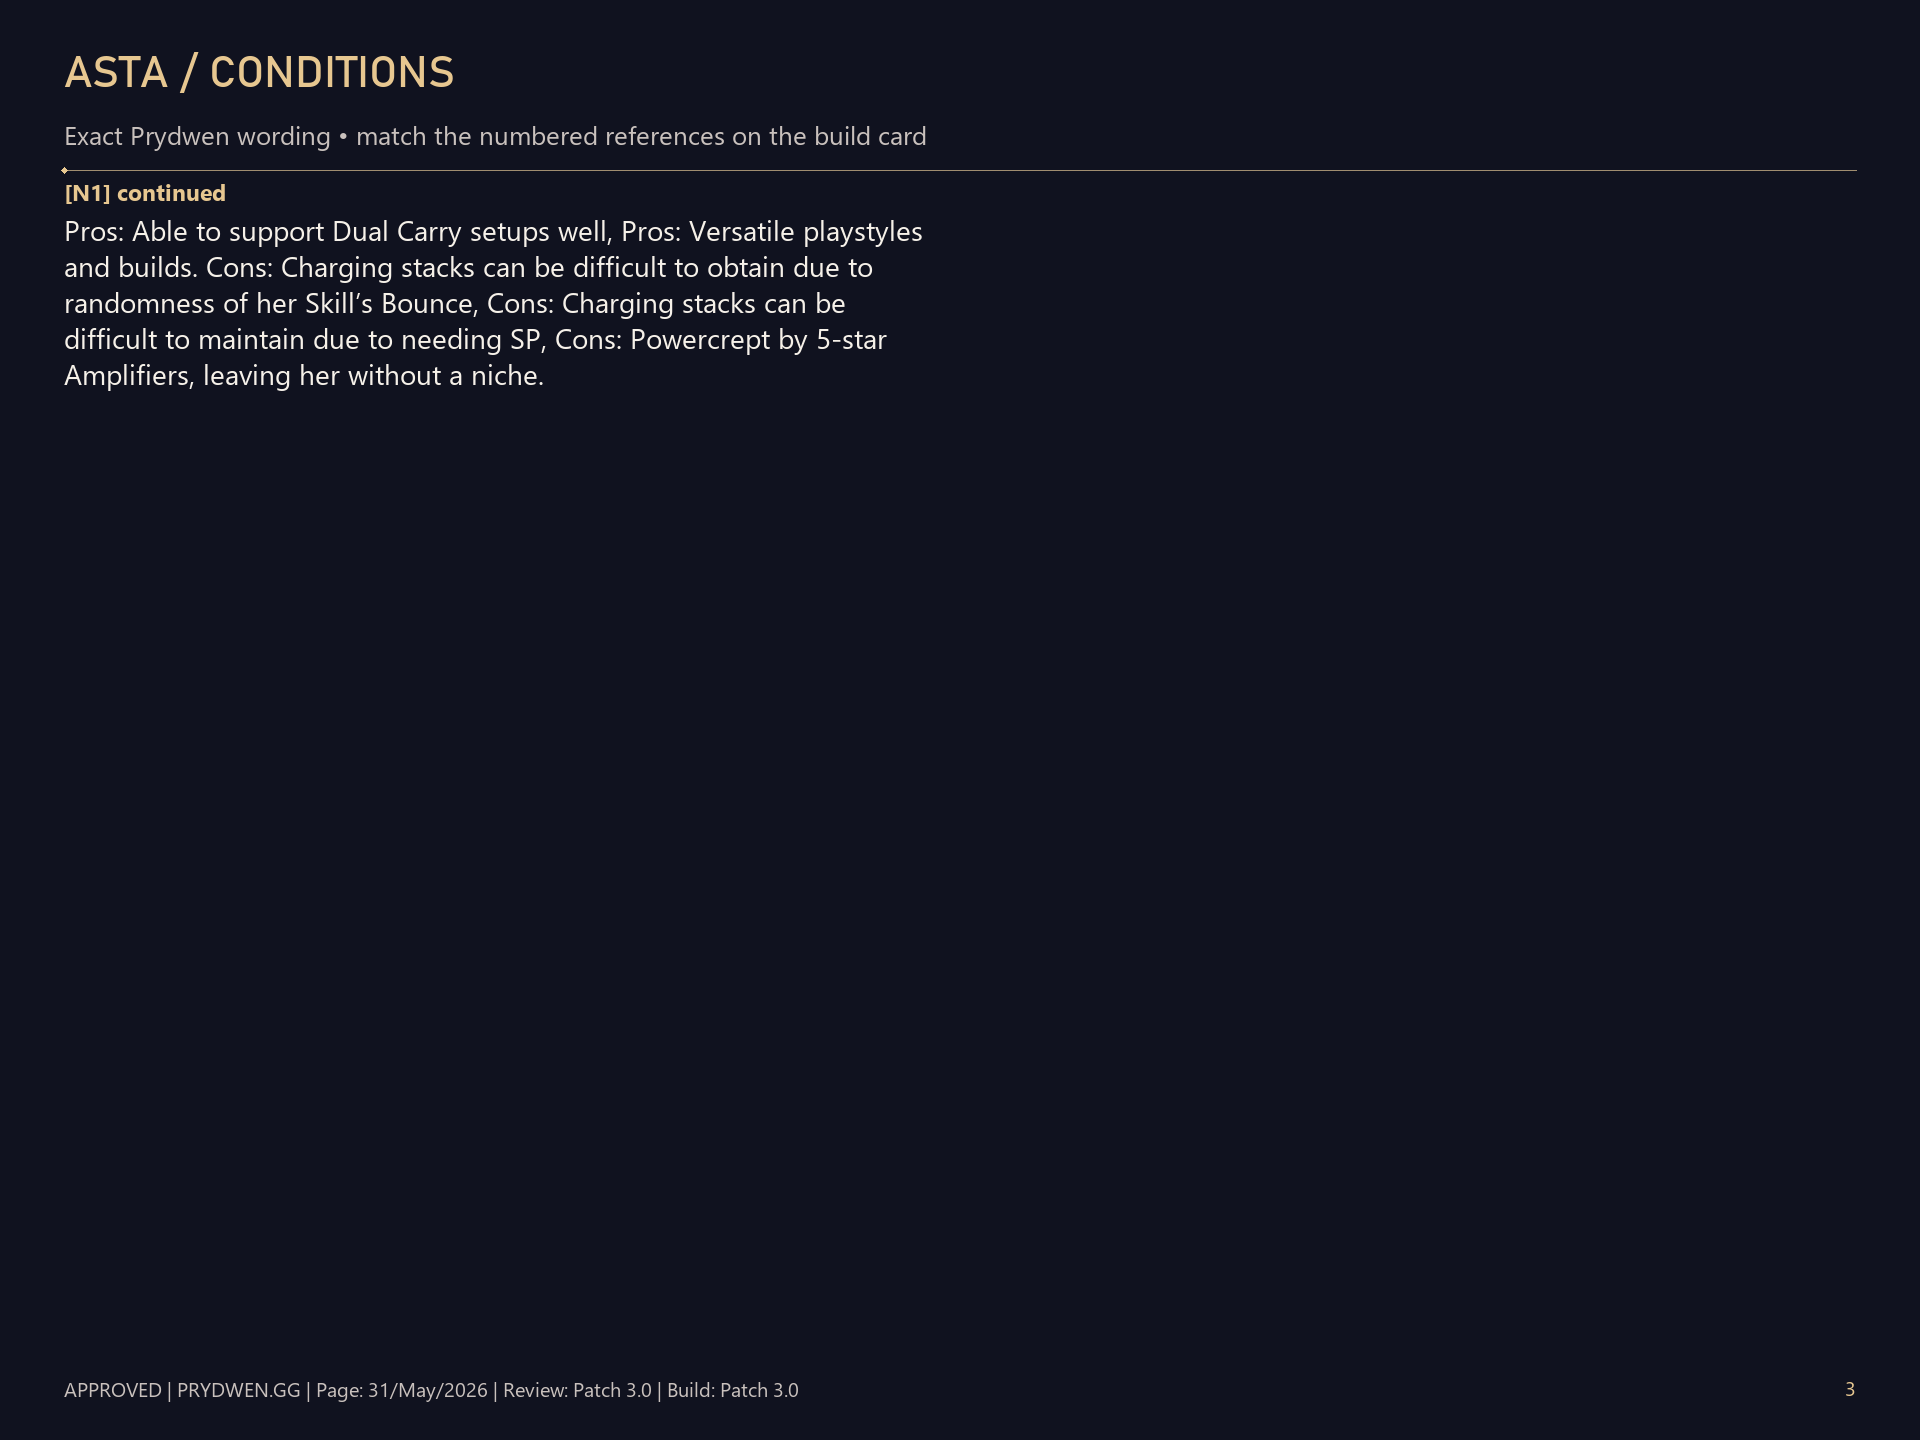 ASTA / CONDITIONS
Exact Prydwen wording • match the numbered references on the build card
[N1] continued
Pros: Able to support Dual Carry setups well, Pros: Versatile playstyles
and builds. Cons: Charging stacks can be difficult to obtain due to
randomness of her Skill’s Bounce, Cons: Charging stacks can be
difficult to maintain due to needing SP, Cons: Powercrept by 5-star
Amplifiers, leaving her without a niche.
APPROVED | PRYDWEN.GG | Page: 31/May/2026 | Review: Patch 3.0 | Build: Patch 3.0
3